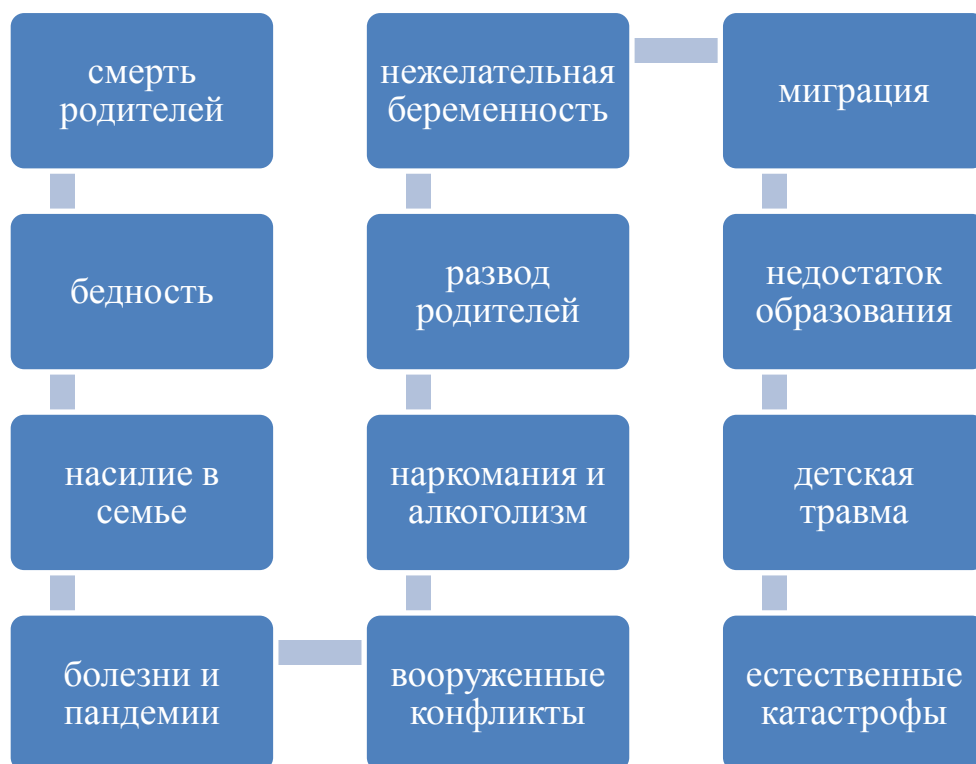 смерть
родителей
бедность
насилие в
семье
болезни и
пандемии
вооруженные
конфликты
наркомания и
алкоголизм
развод
родителей
нежелательная
беременность
миграция
недостаток
образования
детская
травма
естественные
катастрофы